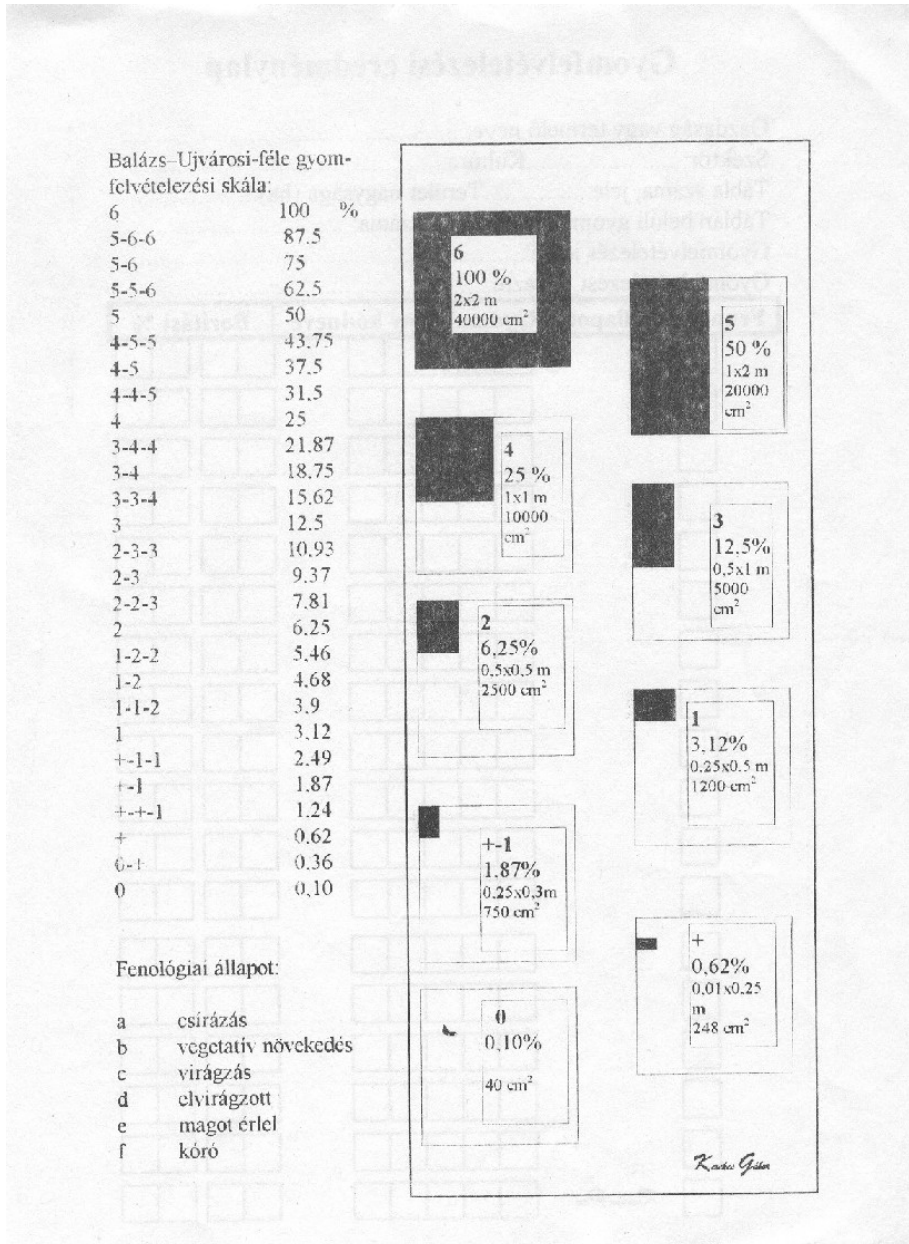 Balázs–Ujvárosi-féle gyom-
felvételezési skála:
6 100 %
5-6-6 87.5
5-6 75
5-5-6 62.5
5 50
4-5-5 43.75
4-5 37.5
4-4-5 31.5
4 25
3-4-4 21.87
3-4 18.75
3-3-4 15.62
3 12.5
2-3-3 10.93
2-3 9.37
2-2-3 7.81
2 6.25
1-2-2 5.46
1-2 4.68
1-1-2 3.9
1 3.12
+-1-1 2.49
+-1 1.87
+-+-1 1.24
+ 0.62
0-+ 0.36
0 0,10
Fenológiai állapot:
a csírázás
b vegetatív növekedés
c virágzás
d elvirágzott
e magot érlel
f kóró
6
100 %
2x2 m
40000 cm²
5
50 %
1x2 m
20000
cm²
4
25 %
1x1 m
10000
cm²
3
12,5%
0,5x1 m
5000
cm²
2
6,25%
0,5x0,5 m
2500 cm²
1
3,12%
0,25x0.5 m
1200 cm²
+-1
1,87%
0,25x0,3m
750 cm²
+
0,62%
0,01x0,25
m
248 cm²
0
0,10%
40 cm²